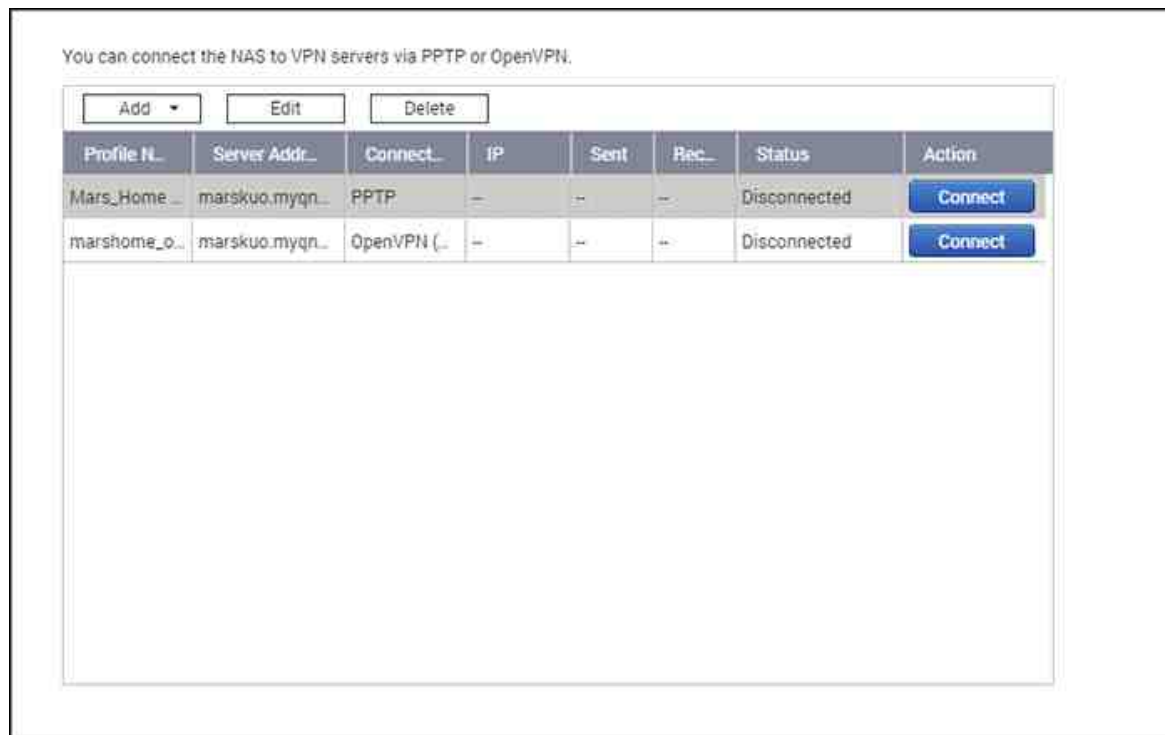 You can connect the NAS to VPN servers via PPTP or OpenVPN.
Add Edit Delete
Profile N... Server Addr... Connect... IP Sent Rec... Status Action
Mars_Home ... marskuo.myqn... PPTP -- -- -- Disconnected Connect
marshome_o... marskuo.myqn... OpenVPN (... -- -- -- Disconnected Connect